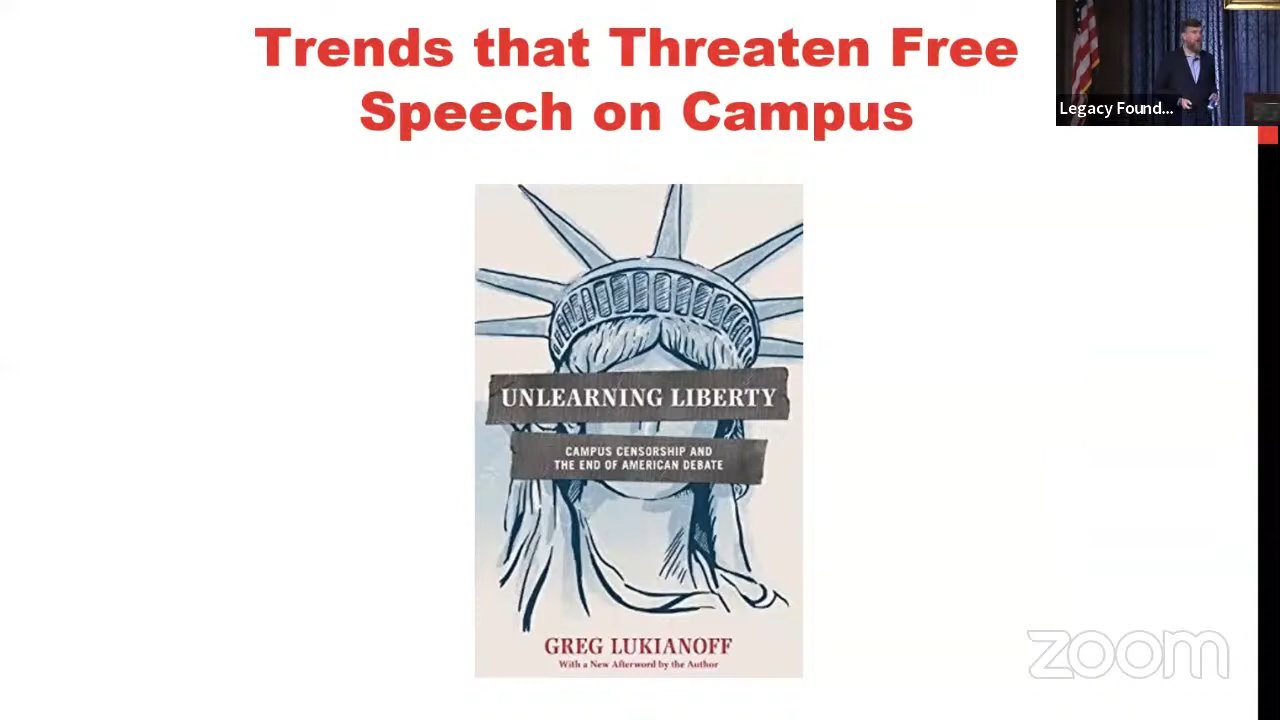 Trends that Threaten Free
Speech on Campus
Legacy Found...
UNLEARNING LIBERTY
CAMPUS CENSORSHIP AND
THE END OF AMERICAN DEBATE
GREG LUKIANOFF
With a New Afterword by the Author
zoom